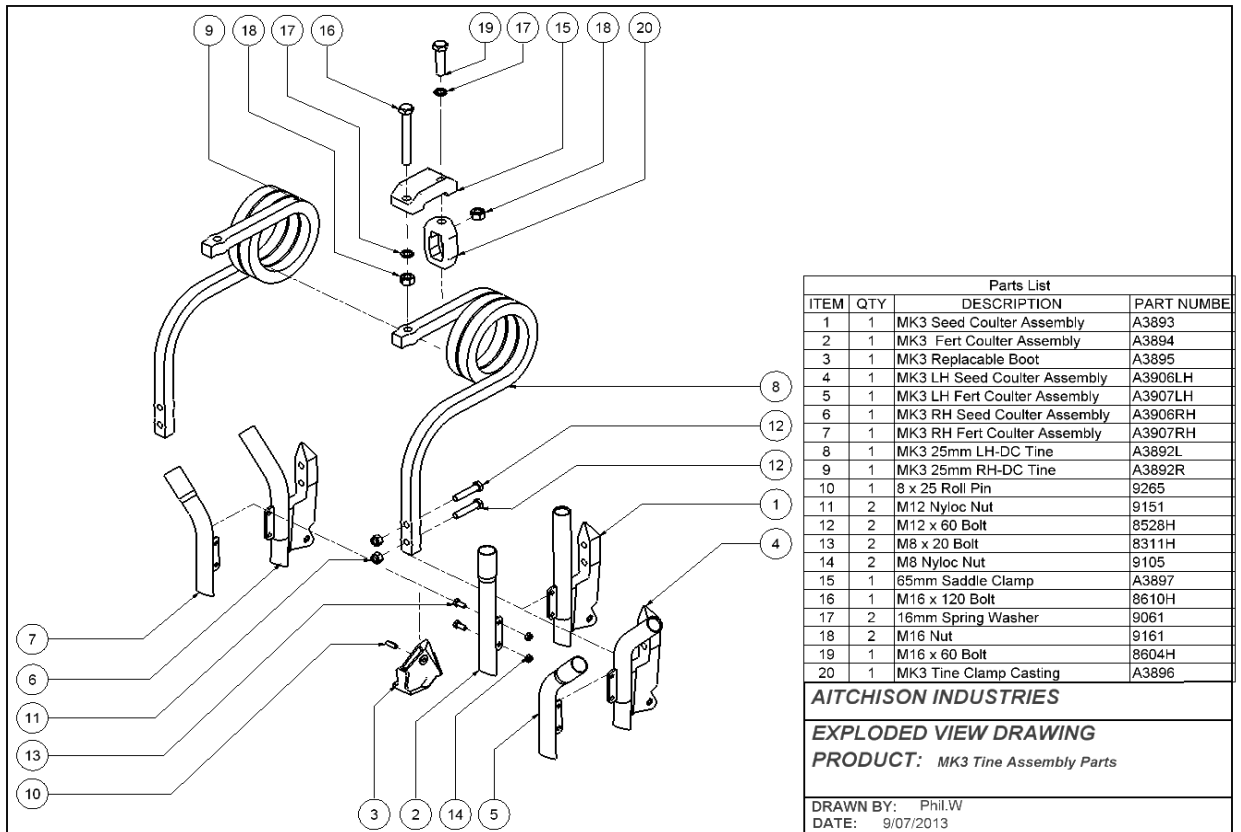 9 18 17 16 19 17 15 18 20
8
12
12
1
4
7
6
11
13
10
3 2 14 5
Parts List
ITEM QTY DESCRIPTION PART NUMBE
1 1 MK3 Seed Coulter Assembly A3893
2 1 MK3 Fert Coulter Assembly A3894
3 1 MK3 Replacable Boot A3895
4 1 MK3 LH Seed Coulter Assembly A3906LH
5 1 MK3 LH Fert Coulter Assembly A3907LH
6 1 MK3 RH Seed Coulter Assembly A3906RH
7 1 MK3 RH Fert Coulter Assembly A3907RH
8 1 MK3 25mm LH-DC Tine A3892L
9 1 MK3 25mm RH-DC Tine A3892R
10 1 8 x 25 Roll Pin 9265
11 2 M12 Nyloc Nut 9151
12 2 M12 x 60 Bolt 8528H
13 2 M8 x 20 Bolt 8311H
14 2 M8 Nyloc Nut 9105
15 1 65mm Saddle Clamp A3897
16 1 M16 x 120 Bolt 8610H
17 2 16mm Spring Washer 9061
18 2 M16 Nut 9161
19 1 M16 x 60 Bolt 8604H
20 1 MK3 Tine Clamp Casting A3896
AITCHISON INDUSTRIES
EXPLODED VIEW DRAWING
PRODUCT: MK3 Tine Assembly Parts
DRAWN BY: Phil.W
DATE: 9/07/2013